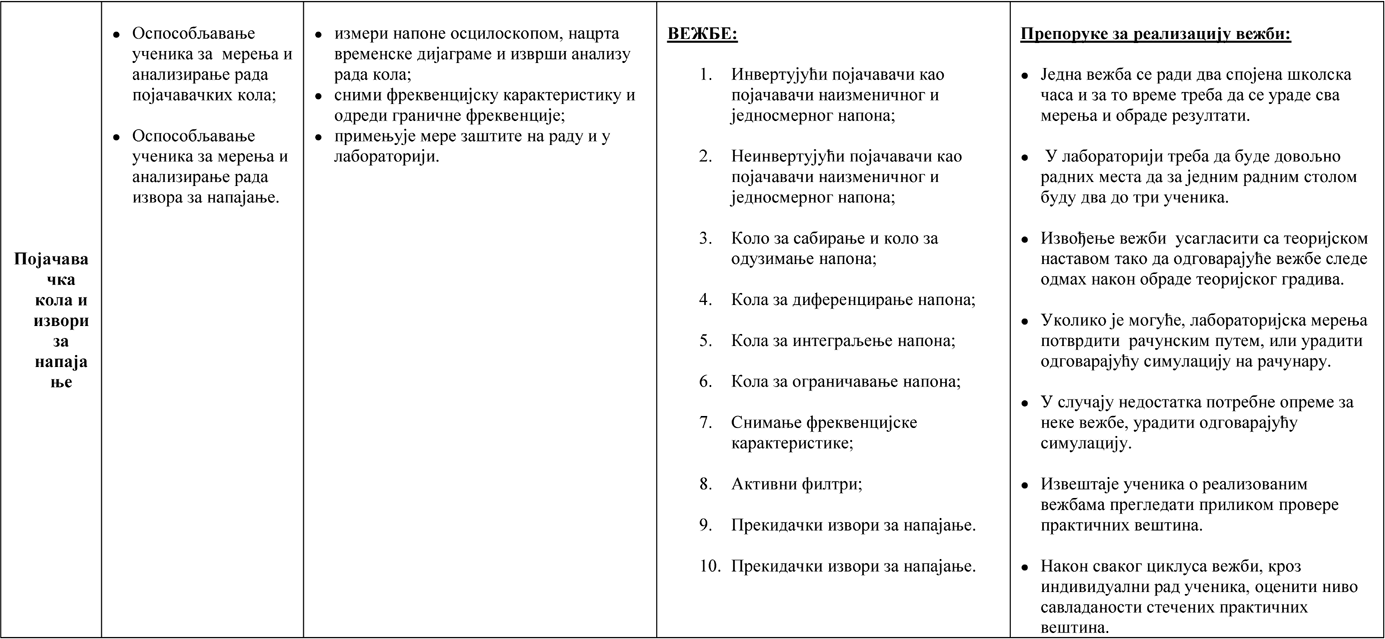 Појачава
чка
кола и
извори
за
напаја
ње
• Оспособљавање
ученика за мерења и
анализирање рада
појачавачких кола;
• Оспособљавање
ученика за мерења и
анализирање рада
извора за напајање.
• измери напоне осцилоскопом, нацрта
временске дијаграме и изврши анализу
рада кола;
• сними фреквенцијску карактеристику и
одреди граничне фреквенције;
• примењује мере заштите на раду и у
лабораторији.
ВЕЖБЕ:
1. Инвертујући појачавачи као
појачавачи наизменичног и
једносмерног напона;
2. Неинвертујући појачавачи као
појачавачи наизменичног и
једносмерног напона;
3. Коло за сабирање и коло за
одузимање напона;
4. Кола за диференцирање напона;
5. Кола за интеграљење напона;
6. Кола за ограничавање напона;
7. Снимање фреквенцијске
карактеристике;
8. Активни филтри;
9. Прекидачки извори за напајање.
10. Прекидачки извори за напајање.
Препоруке за реализацију вежби:
• Једна вежба се ради два спојена школска
часа и за то време треба да се ураде сва
мерења и обраде резултати.
• У лабораторији треба да буде довољно
радних места да за једним радним столом
буду два до три ученика.
• Извођење вежби усагласити са теоријском
наставом тако да одговарајуће вежбе следе
одмах након обраде теоријског градива.
• Уколико је могуће, лабораторијска мерења
потврдити рачунским путем, или урадити
одговарајућу симулацију на рачунару.
• У случају недостатка потребне опреме за
неке вежбе, урадити одговарајућу
симулацију.
• Извештаје ученика о реализованим
вежбама прегледати приликом провере
практичних вештина.
• Након сваког циклуса вежби, кроз
индивидуални рад ученика, оценити ниво
савладаности стечених практичних
вештина.